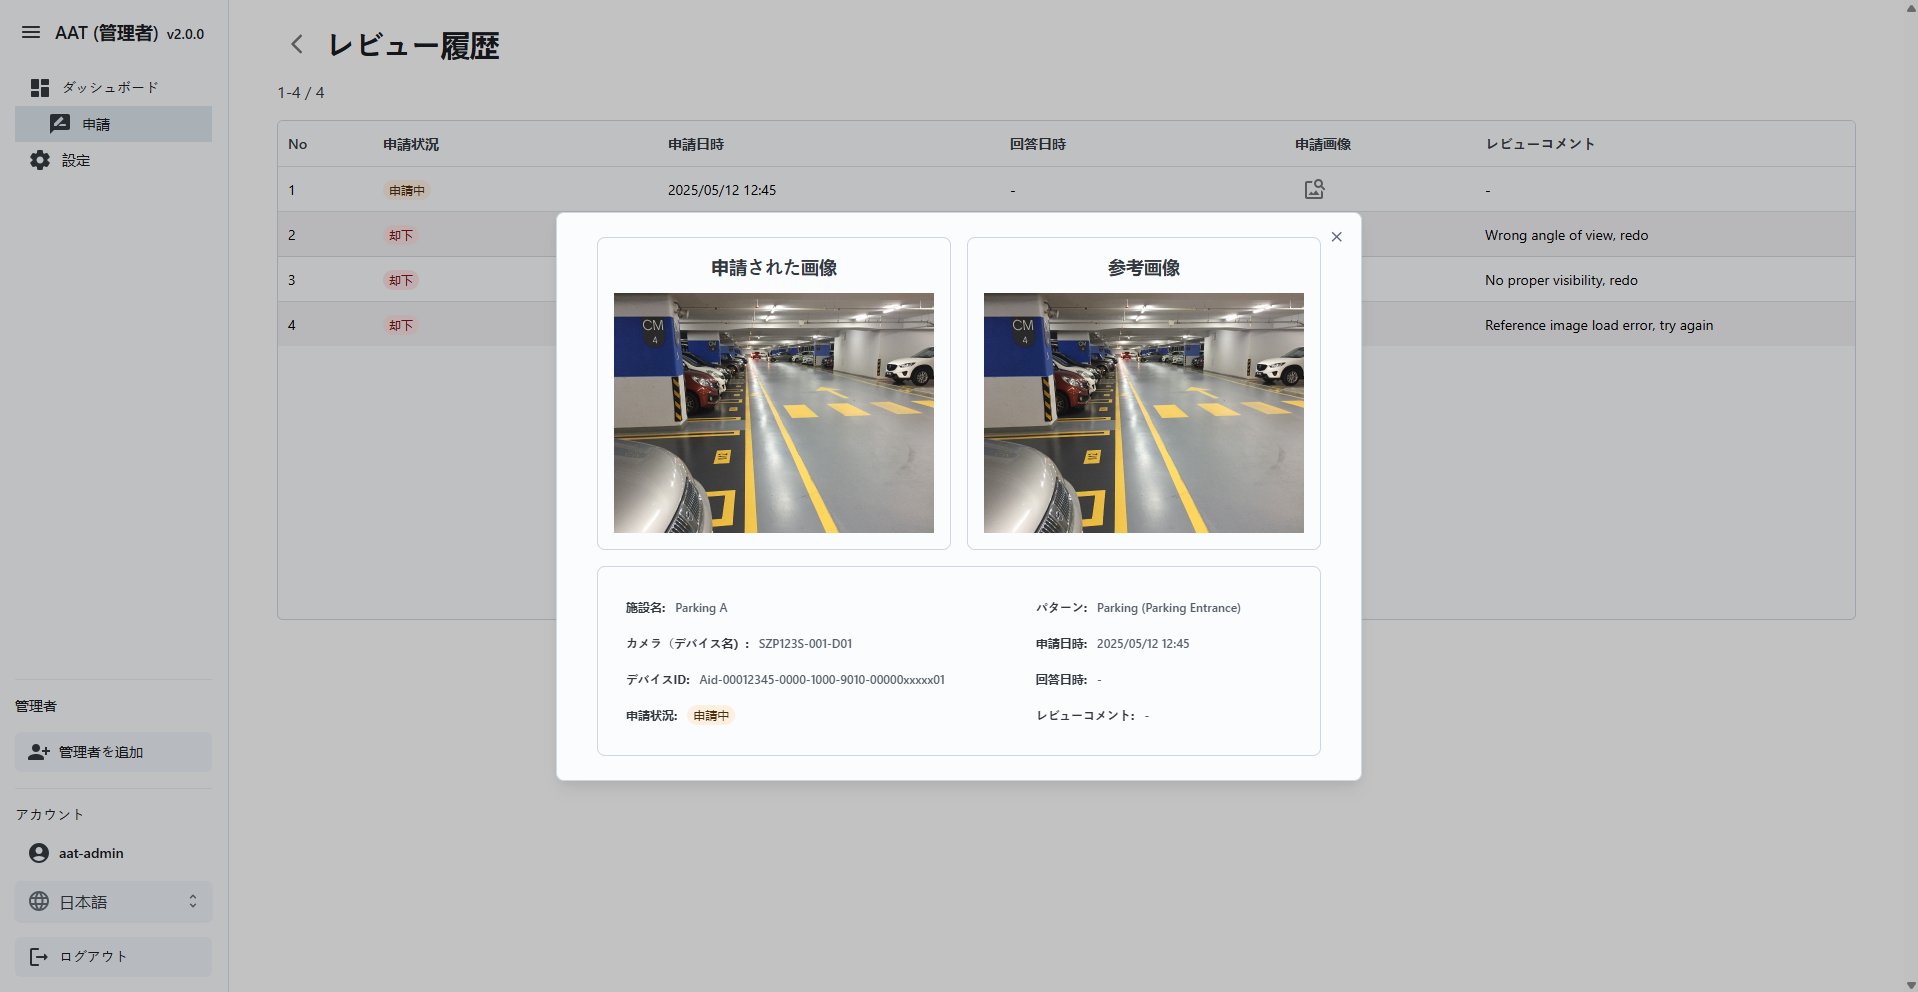 AAT (管理者) v2.0.0
ダッシュボード
申請
設定
管理者
管理者を追加
アカウント
aat-admin
日本語
ログアウト
レビュー履歴
1-4 / 4
No 申請状況 申請日時 回答日時 申請画像 レビューコメント
1 申請中 2025/05/12 12:45 - -
2 却下 Wrong angle of view, redo
3 却下 No proper visibility, redo
4 却下 Reference image load error, try again
申請された画像
CM
4
参考画像
CM
4
施設名: Parking A
カメラ（デバイス名）: SZP123S-001-D01
デバイスID: Aid-00012345-0000-1000-9010-00000xxxxx01
申請状況: 申請中
パターン: Parking (Parking Entrance)
申請日時: 2025/05/12 12:45
回答日時: -
レビューコメント: -